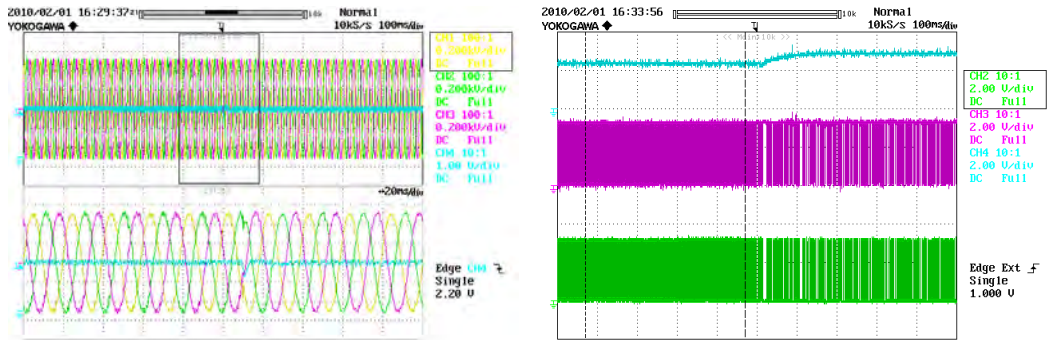 2010/02/01 16:29:37
10k
Normal
YOKOGAWA
10kS/s 100ms/div
CH1 100:1
0.200kV/div
DC Full
CH2 100:1
0.200kV/div
DC Full
CH3 100:1
0.200kV/div
DC Full
CH4 10:1
1.00 V/div
DC Full
20ms/div
Edge CH4
Single
2.20 V
2010/02/01 16:33:56
10k
Normal
YOKOGAWA
10kS/s 100ms/div
<< Main:10k >>
CH2 10:1
2.00 V/div
DC Full
CH3 10:1
2.00 V/div
DC Full
CH4 10:1
2.00 V/div
DC Full
Edge Ext
Single
1.000 V